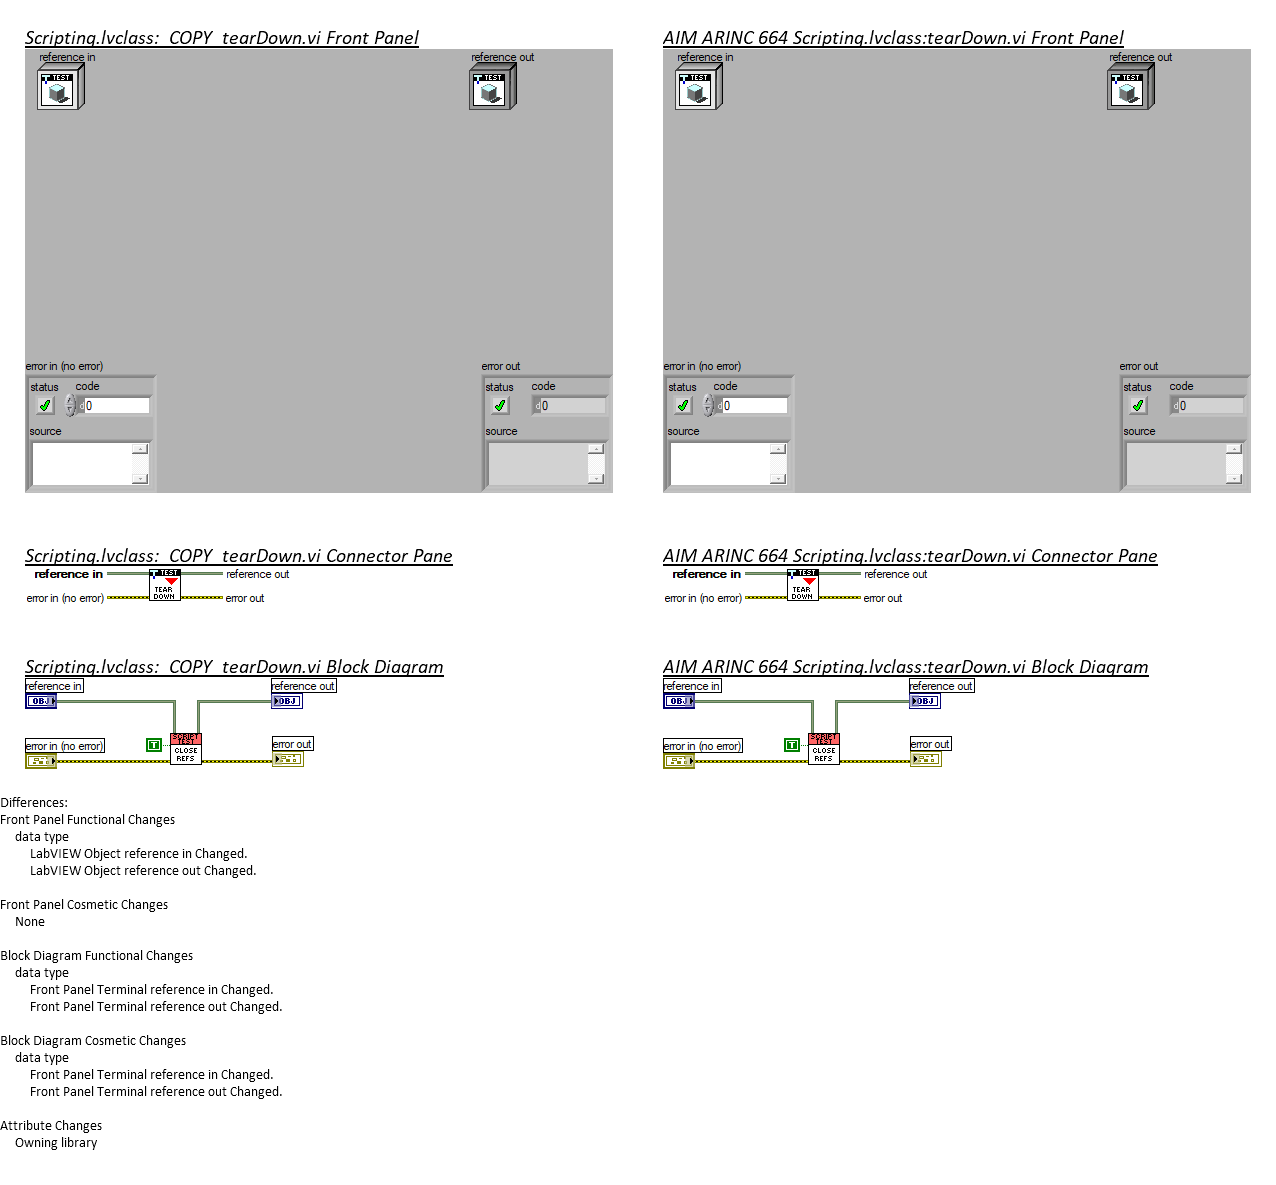 Scripting.lvclass:_COPY_tearDown.vi Front Panel
reference in
TEST
reference out
TEST
error in (no error)
status
code
d
0
source
error out
status
code
d
0
source
AIM ARINC 664 Scripting.lvclass:tearDown.vi Front Panel
reference in
TEST
reference out
TEST
error in (no error)
status
code
d
0
source
error out
status
code
d
0
source
Scripting.lvclass:_COPY_tearDown.vi Connector Pane
reference in
TEST
TEAR
DOWN
reference out
error in (no error)
error out
AIM ARINC 664 Scripting.lvclass:tearDown.vi Connector Pane
reference in
TEST
TEAR
DOWN
reference out
error in (no error)
error out
Scripting.lvclass:_COPY_tearDown.vi Block Diagram
reference in
OBJ
reference out
OBJ
error in (no error)
T
SCRIPT
TEST
CLOSE
REFS
error out
AIM ARINC 664 Scripting.lvclass:tearDown.vi Block Diagram
reference in
OBJ
reference out
OBJ
error in (no error)
T
SCRIPT
TEST
CLOSE
REFS
error out
Differences:
Front Panel Functional Changes
data type
LabVIEW Object reference in Changed.
LabVIEW Object reference out Changed.
Front Panel Cosmetic Changes
None
Block Diagram Functional Changes
data type
Front Panel Terminal reference in Changed.
Front Panel Terminal reference out Changed.
Block Diagram Cosmetic Changes
data type
Front Panel Terminal reference in Changed.
Front Panel Terminal reference out Changed.
Attribute Changes
Owning library